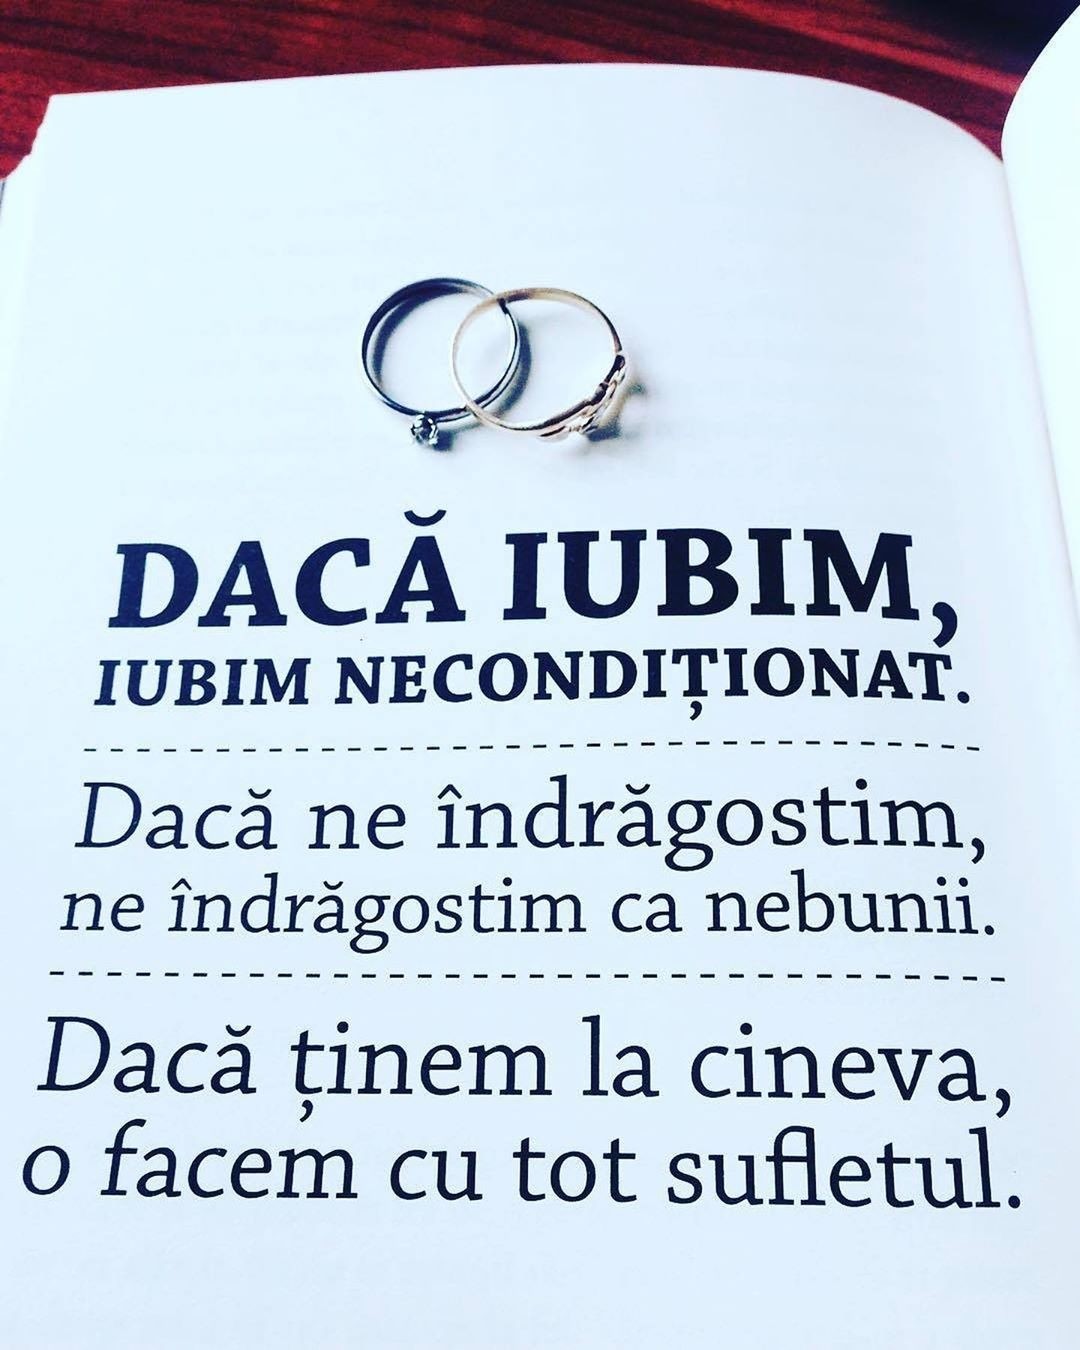 DACĂ IUBIM,
IUBIM NECONDIȚIONAT.
Dacă ne îndrăgostim,
ne îndrăgostim ca nebunii.
Dacă ținem la cineva,
o facem cu tot sufletul.